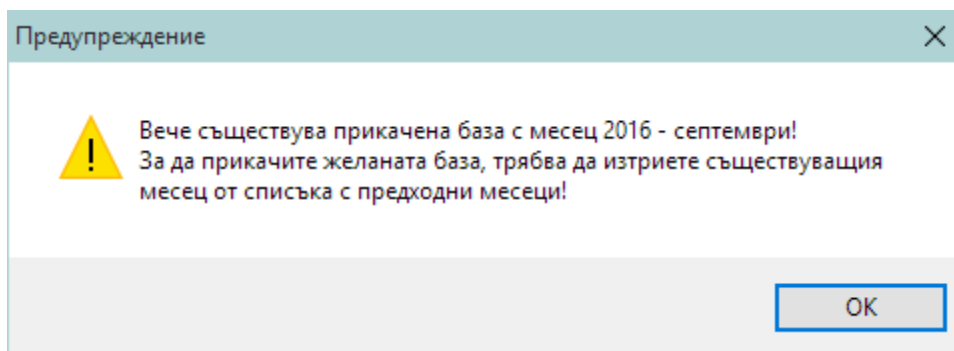 Предупреждение
Вече съществува прикачена база с месец 2016 - септември!
За да прикачите желаната база, трябва да изтриете съществуващия
месец от списъка с предходни месеци!
OK